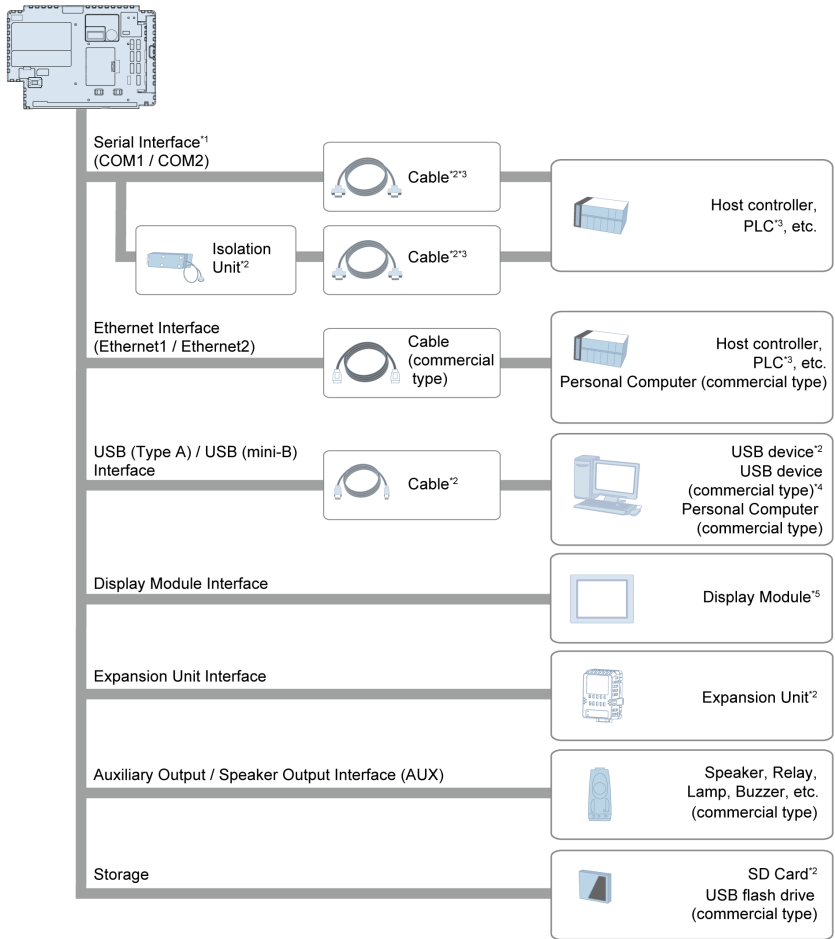 Serial Interface*1
(COM1 / COM2)
Cable*2*3
Host controller,
PLC*3, etc.
Isolation
Unit*2
Cable*2*3
Ethernet Interface
(Ethernet1 / Ethernet2)
Cable
(commercial
type)
Host controller,
PLC*3, etc.
Personal Computer (commercial type)
USB (Type A) / USB (mini-B)
Interface
Cable*2
USB device*2
USB device
(commercial type)*4
Personal Computer
(commercial type)
Display Module Interface
Display Module*5
Expansion Unit Interface
Expansion Unit*2
Auxiliary Output / Speaker Output Interface (AUX)
Speaker, Relay,
Lamp, Buzzer, etc.
(commercial type)
Storage
SD Card*2
USB flash drive
(commercial type)